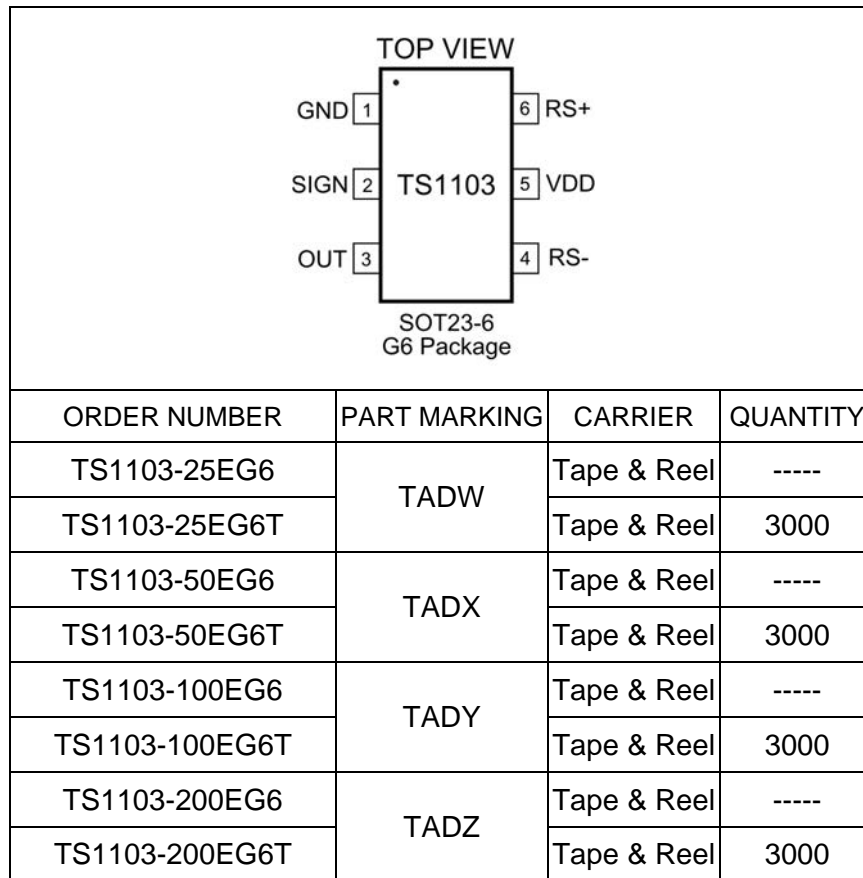 TOP VIEW
GND 1 6 RS+
SIGN 2 TS1103 5 VDD
OUT 3 4 RS-
SOT23-6
G6 Package
ORDER NUMBER PART MARKING CARRIER QUANTITY
TS1103-25EG6 TADW Tape & Reel -----
TS1103-25EG6T Tape & Reel 3000
TS1103-50EG6 TADX Tape & Reel -----
TS1103-50EG6T Tape & Reel 3000
TS1103-100EG6 TADY Tape & Reel -----
TS1103-100EG6T Tape & Reel 3000
TS1103-200EG6 TADZ Tape & Reel -----
TS1103-200EG6T Tape & Reel 3000